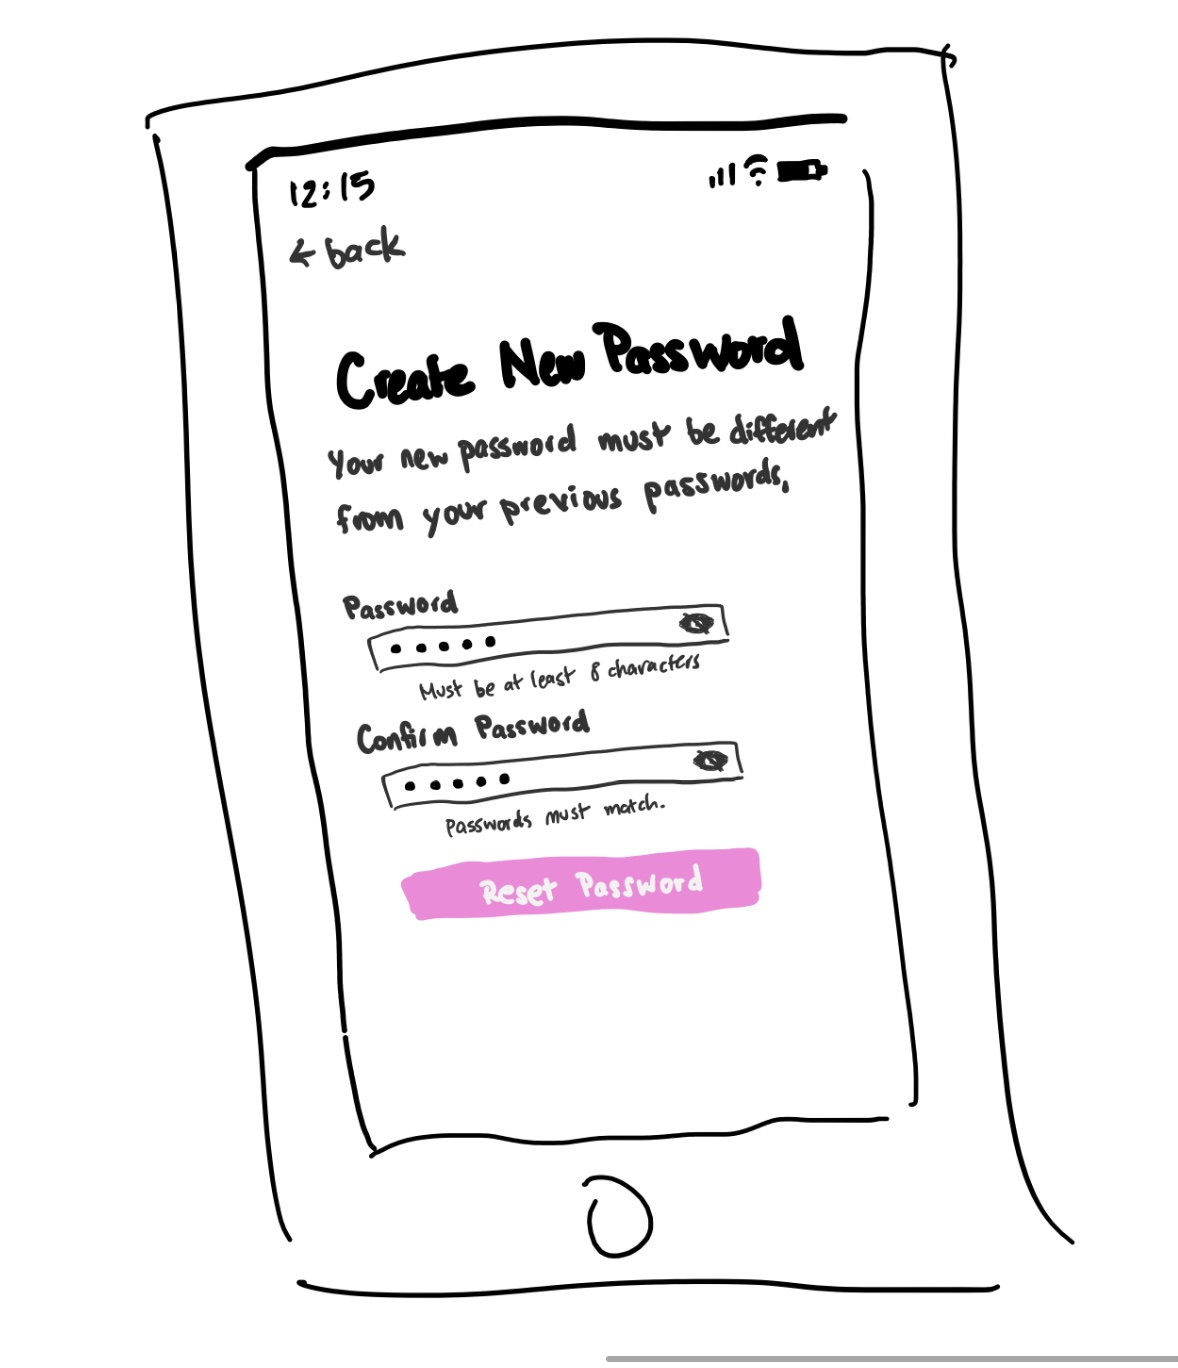 12:15
← back
Create New Password
Your new password must be different
from your previous passwords.
Password
•••••
Must be at least 8 characters
Confirm Password
•••••
Passwords must match.
Reset Password